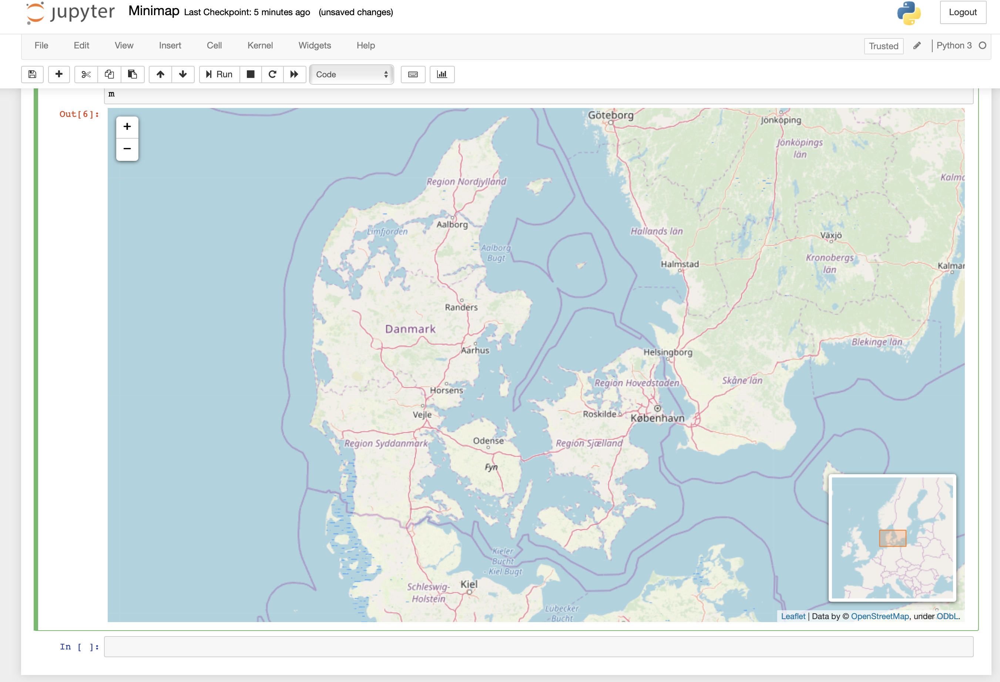 jupyter Minimap Last Checkpoint: 5 minutes ago (unsaved changes)
Logout
File Edit View Insert Cell Kernel Widgets Help
Trusted
Python 3
Run
Code
m
Out[6]:
+
−
Göteborg
Jönköping
Jönköpings
län
Kalma
Region Nordjylland
Aalborg
Limfjorden
Hallands län
Växjö
Aalborg
Bugt
Kronobergs
län
Halmstad
Kalmar
Randers
Danmark
Blekinge län
Aarhus
Helsingborg
Skåne län
Region Hovedstaden
Horsens
Vejle
Roskilde
København
Odense
Region Syddanmark
Region Sjælland
Fyn
Kieler
Bucht
- Kiel Bugt
Kiel
Schleswig-
Holstein
Lübecker
Bucht
Leaflet | Data by © OpenStreetMap, under ODbL.
In [ ]: